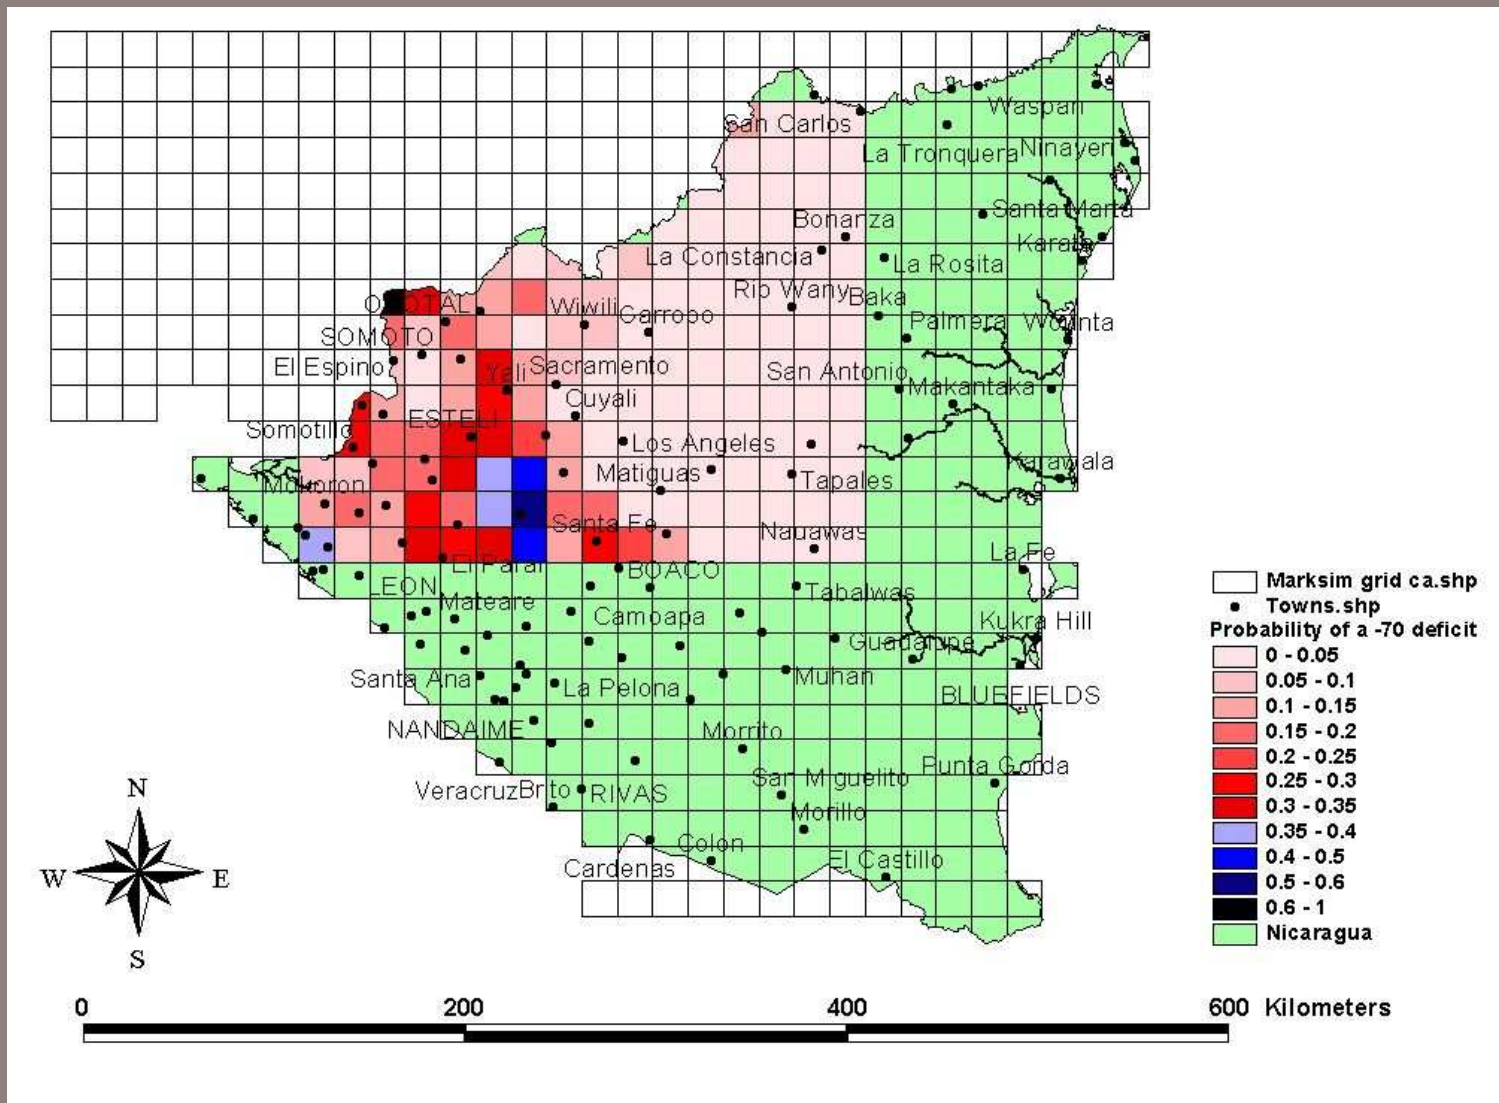 Waspan
San Carlos
La Tronquera
Ninayeri
Santa Marta
Bonanza
Karata
La Constancia
La Rosita
OCOTAL
Wiwili
Rio Wany
Baka
Carropo
Palmera
Wounta
SOMOTO
El Espino
Yali
Sacramento
San Antonio
Makantaka
Cuyali
ESTELI
Somotillo
Los Angeles
Matiguas
Tapales
Karawala
Mokoron
Santa Fe
Nauawas
El Paraf
La Fe
BOACO
LEON
Mateare
Tabalwas
Camoapa
Kukra Hill
Guadalupe
Santa Ana
La Pelona
Muhan
BLUEFIELDS
NANDAIME
Morrito
Punta Gorda
San Miguelito
Veracruz
Brito
RIVAS
Morillo
Colon
Cardenas
El Castillo
Marksim grid ca.shp
Towns.shp
Probability of a -70 deficit
0 - 0.05
0.05 - 0.1
0.1 - 0.15
0.15 - 0.2
0.2 - 0.25
0.25 - 0.3
0.3 - 0.35
0.35 - 0.4
0.4 - 0.5
0.5 - 0.6
0.6 - 1
Nicaragua
N
W
E
S
0
200
400
600 Kilometers